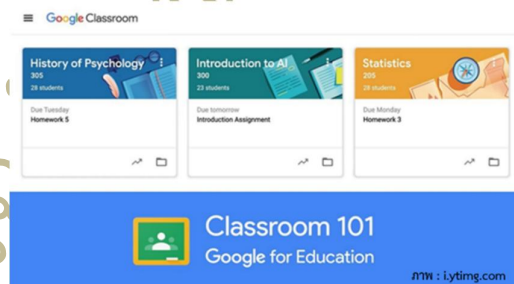 Google Classroom
History of Psychology
305
28 students
Due Tuesday
Homework 5
Introduction to AI
300
23 students
Due tomorrow
Introduction Assignment
Statistics
205
28 students
Due Monday
Homework 3
Classroom 101
Google for Education
ภาพ : i.ytimg.com